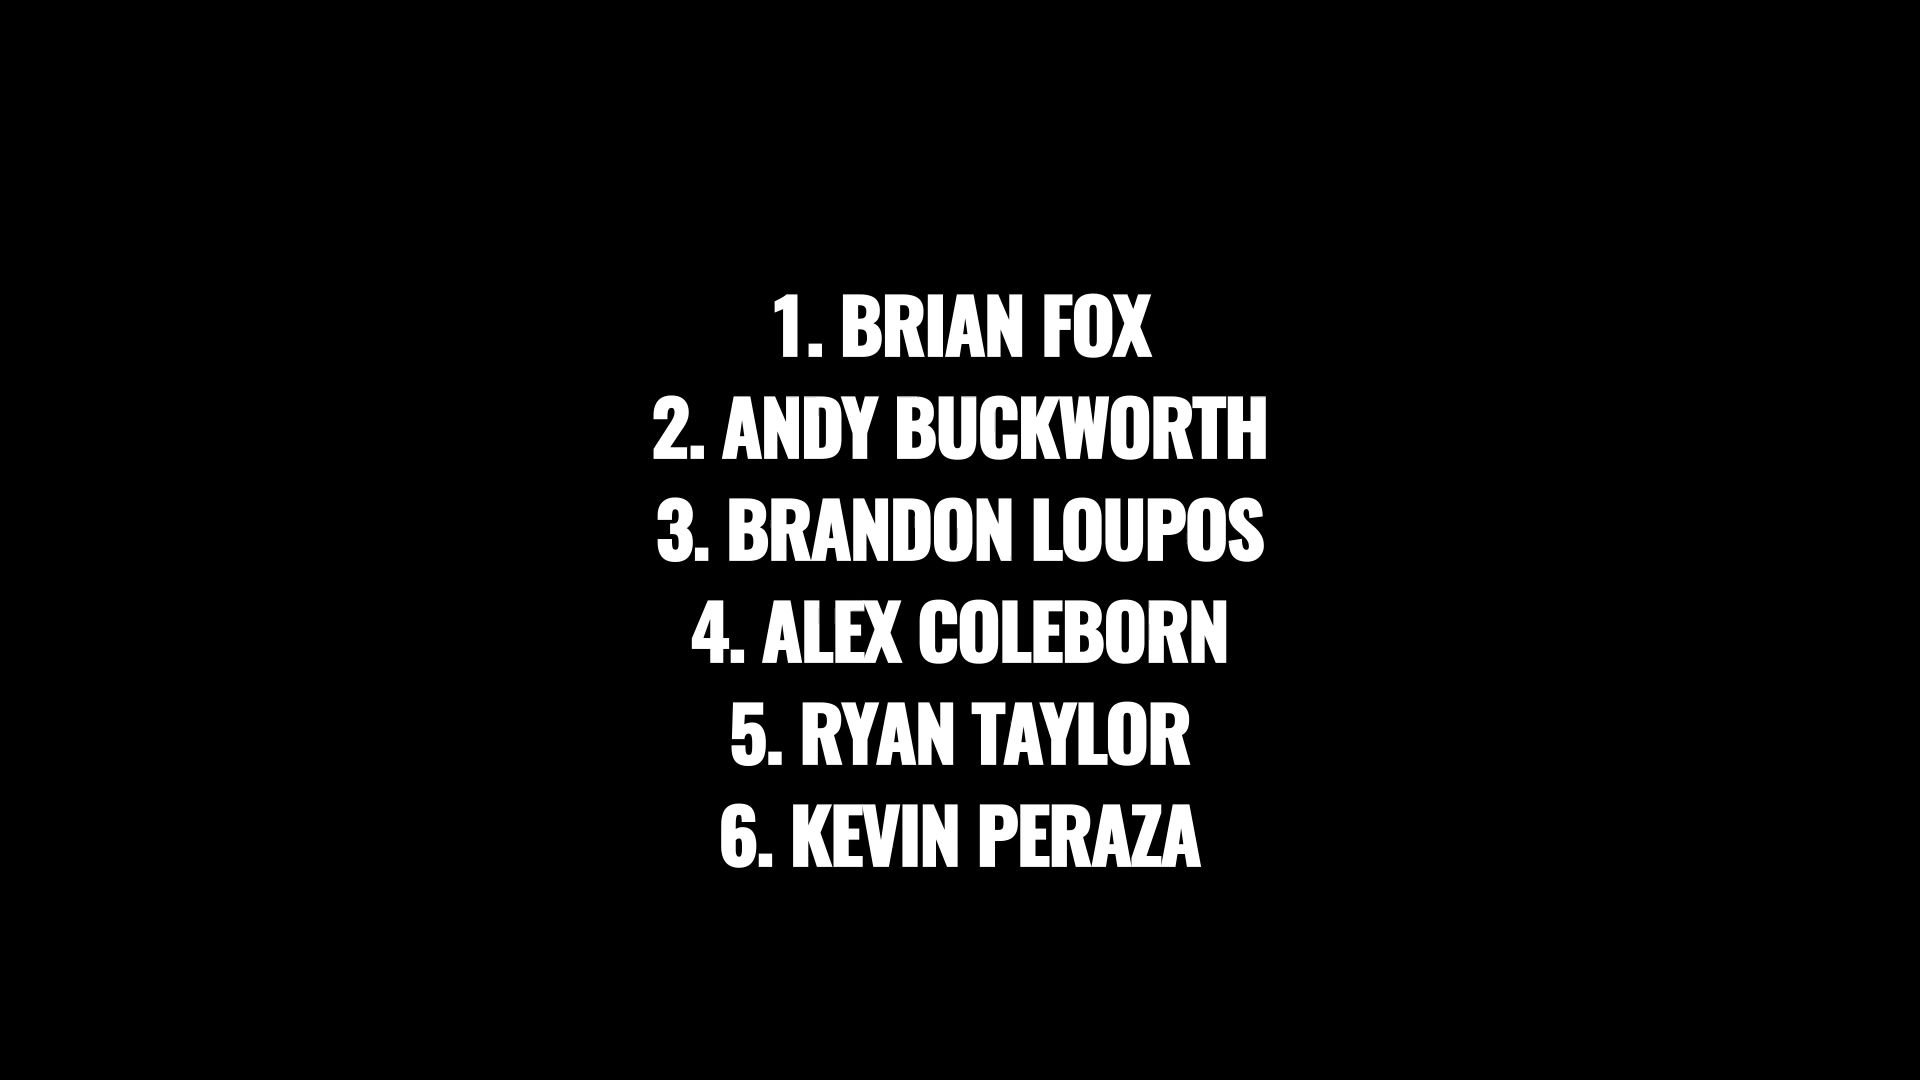 1. BRIAN FOX
2. ANDY BUCKWORTH
3. BRANDON LOUPOS
4. ALEX COLEBORN
5. RYAN TAYLOR
6. KEVIN PERAZA